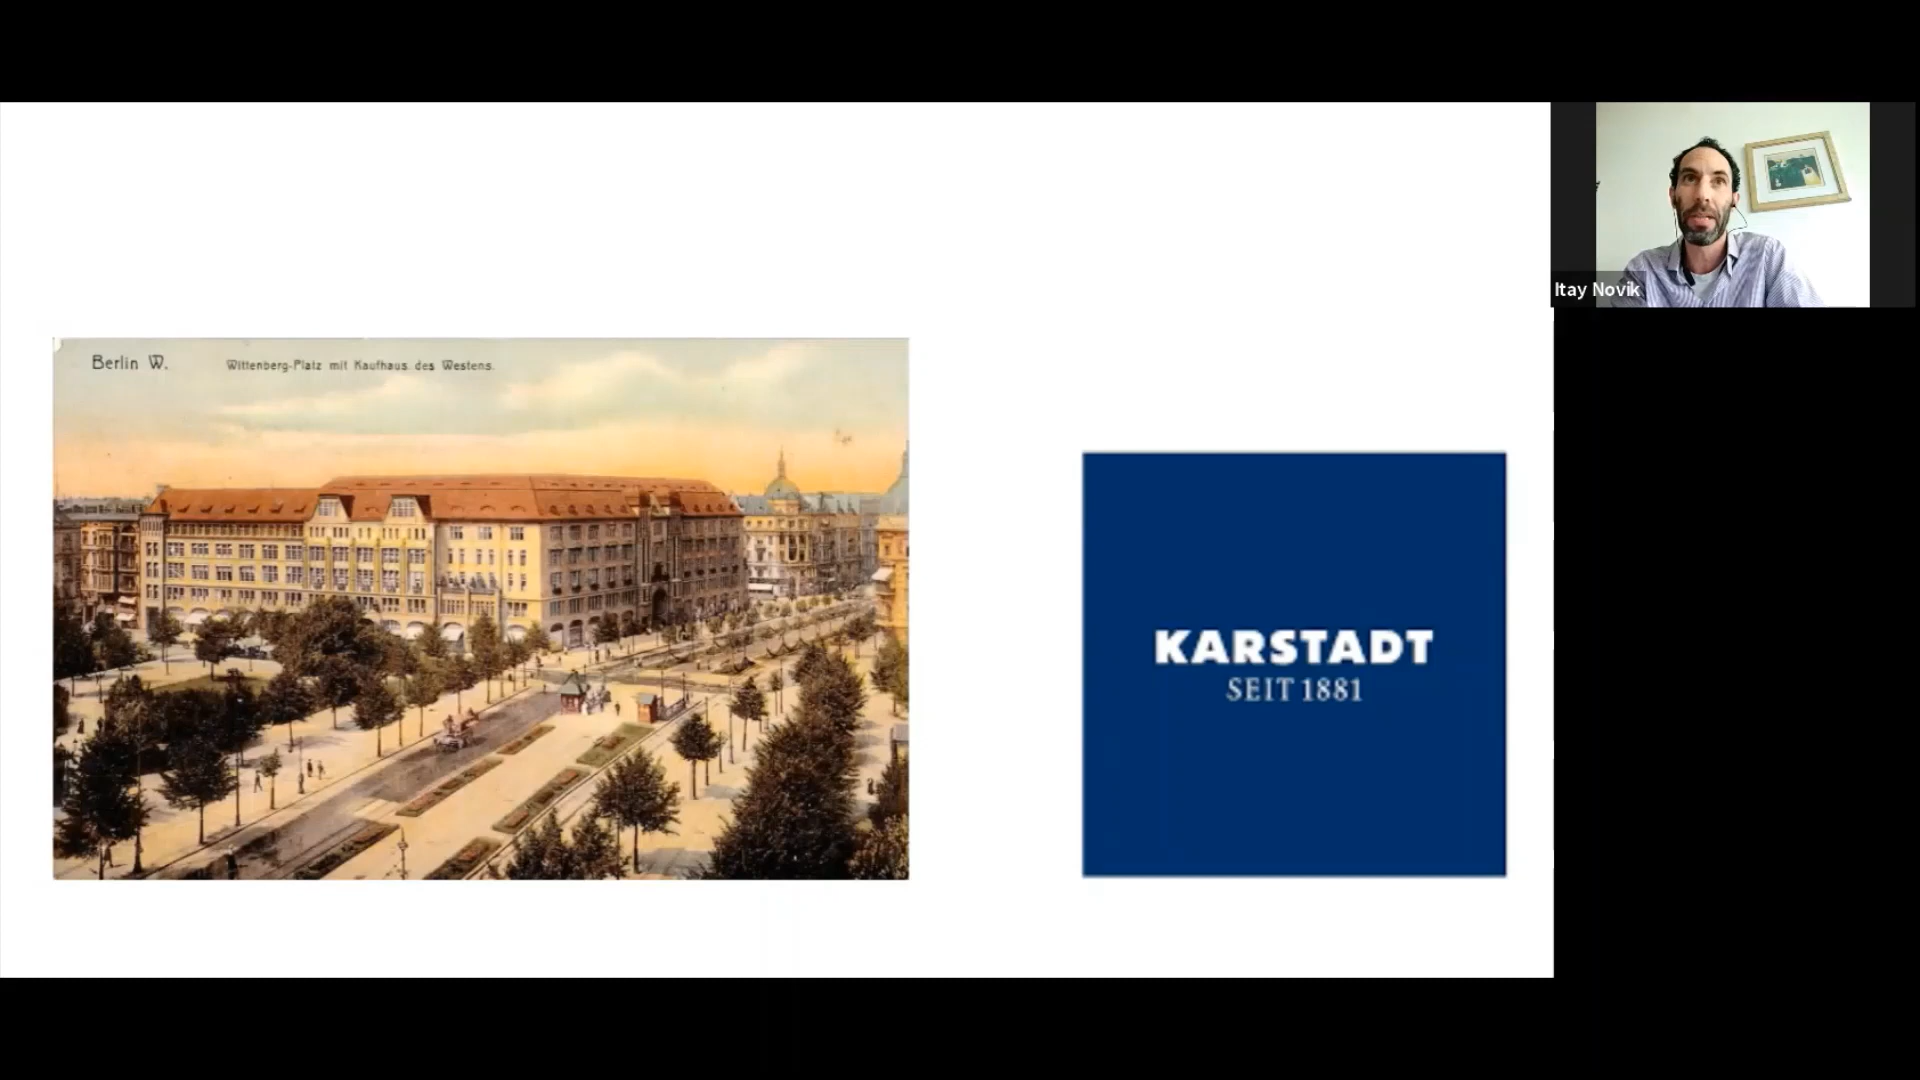 Berlin W.
Wittenberg-Platz mit Kaufhaus des Westens.
KARSTADT
SEIT 1881
Itay Novik